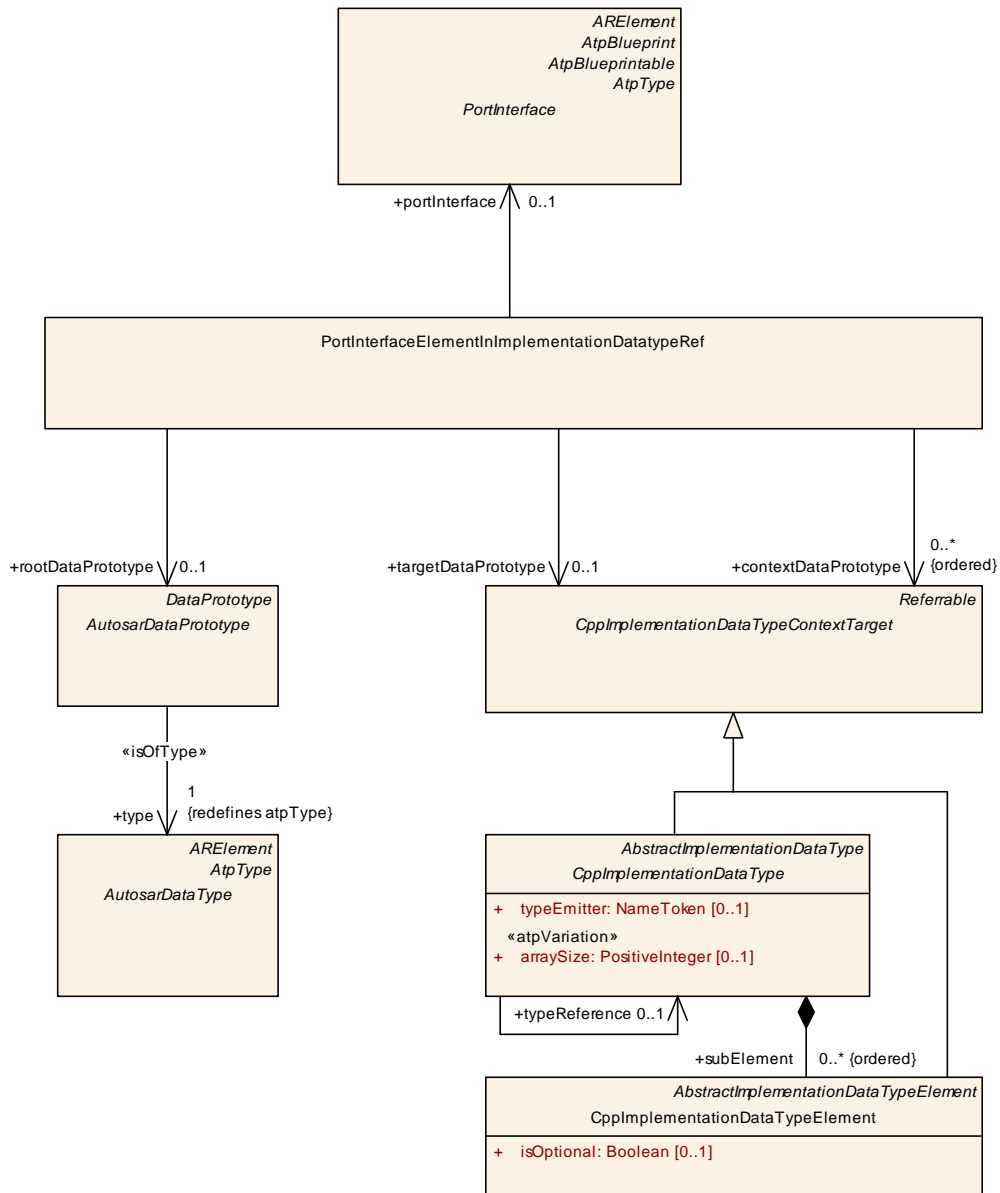 ARElement
AtpBlueprint
AtpBlueprintable
AtpType
PortInterface
+portInterface 0..1
PortInterfaceElementInImplementationDatatypeRef
+rootDataPrototype 0..1
+targetDataPrototype 0..1
+contextDataPrototype 0..*
{ordered}
DataPrototype
AutosarDataPrototype
Referrable
CppImplementationDataTypeContextTarget
«isOfType»
+type 1
{redefines atpType}
ARElement
AtpType
AutosarDataType
AbstractImplementationDataType
CppImplementationDataType
+ typeEmitter: NameToken [0..1]
«atpVariation»
+ arraySize: PositiveInteger [0..1]
+typeReference 0..1
+subElement 0..* {ordered}
AbstractImplementationDataTypeElement
CppImplementationDataTypeElement
+ isOptional: Boolean [0..1]